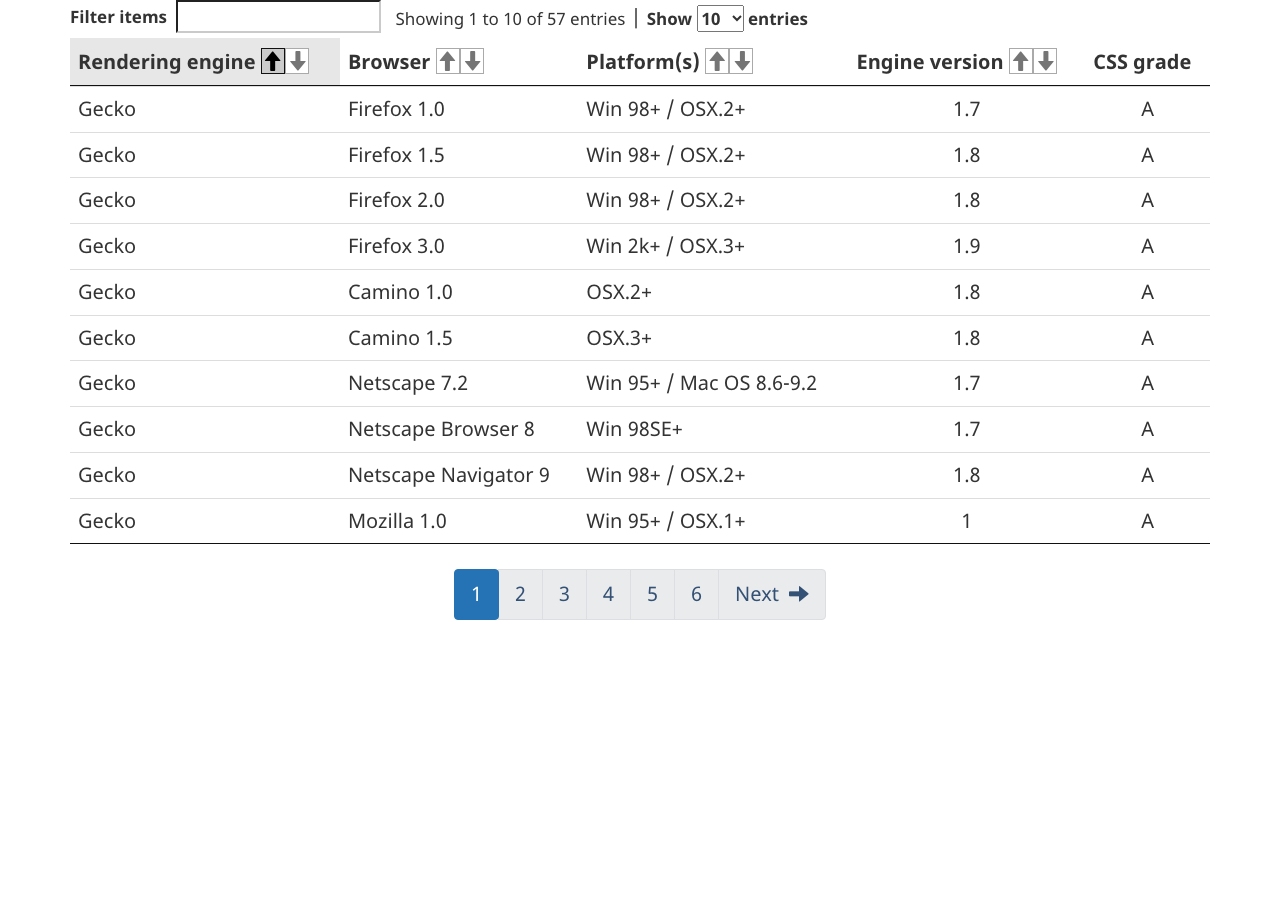 Filter items Showing 1 to 10 of 57 entries | Show 10 entries
Rendering engine Browser Platform(s) Engine version CSS grade
Gecko Firefox 1.0 Win 98+ / OSX.2+ 1.7 A
Gecko Firefox 1.5 Win 98+ / OSX.2+ 1.8 A
Gecko Firefox 2.0 Win 98+ / OSX.2+ 1.8 A
Gecko Firefox 3.0 Win 2k+ / OSX.3+ 1.9 A
Gecko Camino 1.0 OSX.2+ 1.8 A
Gecko Camino 1.5 OSX.3+ 1.8 A
Gecko Netscape 7.2 Win 95+ / Mac OS 8.6-9.2 1.7 A
Gecko Netscape Browser 8 Win 98SE+ 1.7 A
Gecko Netscape Navigator 9 Win 98+ / OSX.2+ 1.8 A
Gecko Mozilla 1.0 Win 95+ / OSX.1+ 1 A
1 2 3 4 5 6 Next